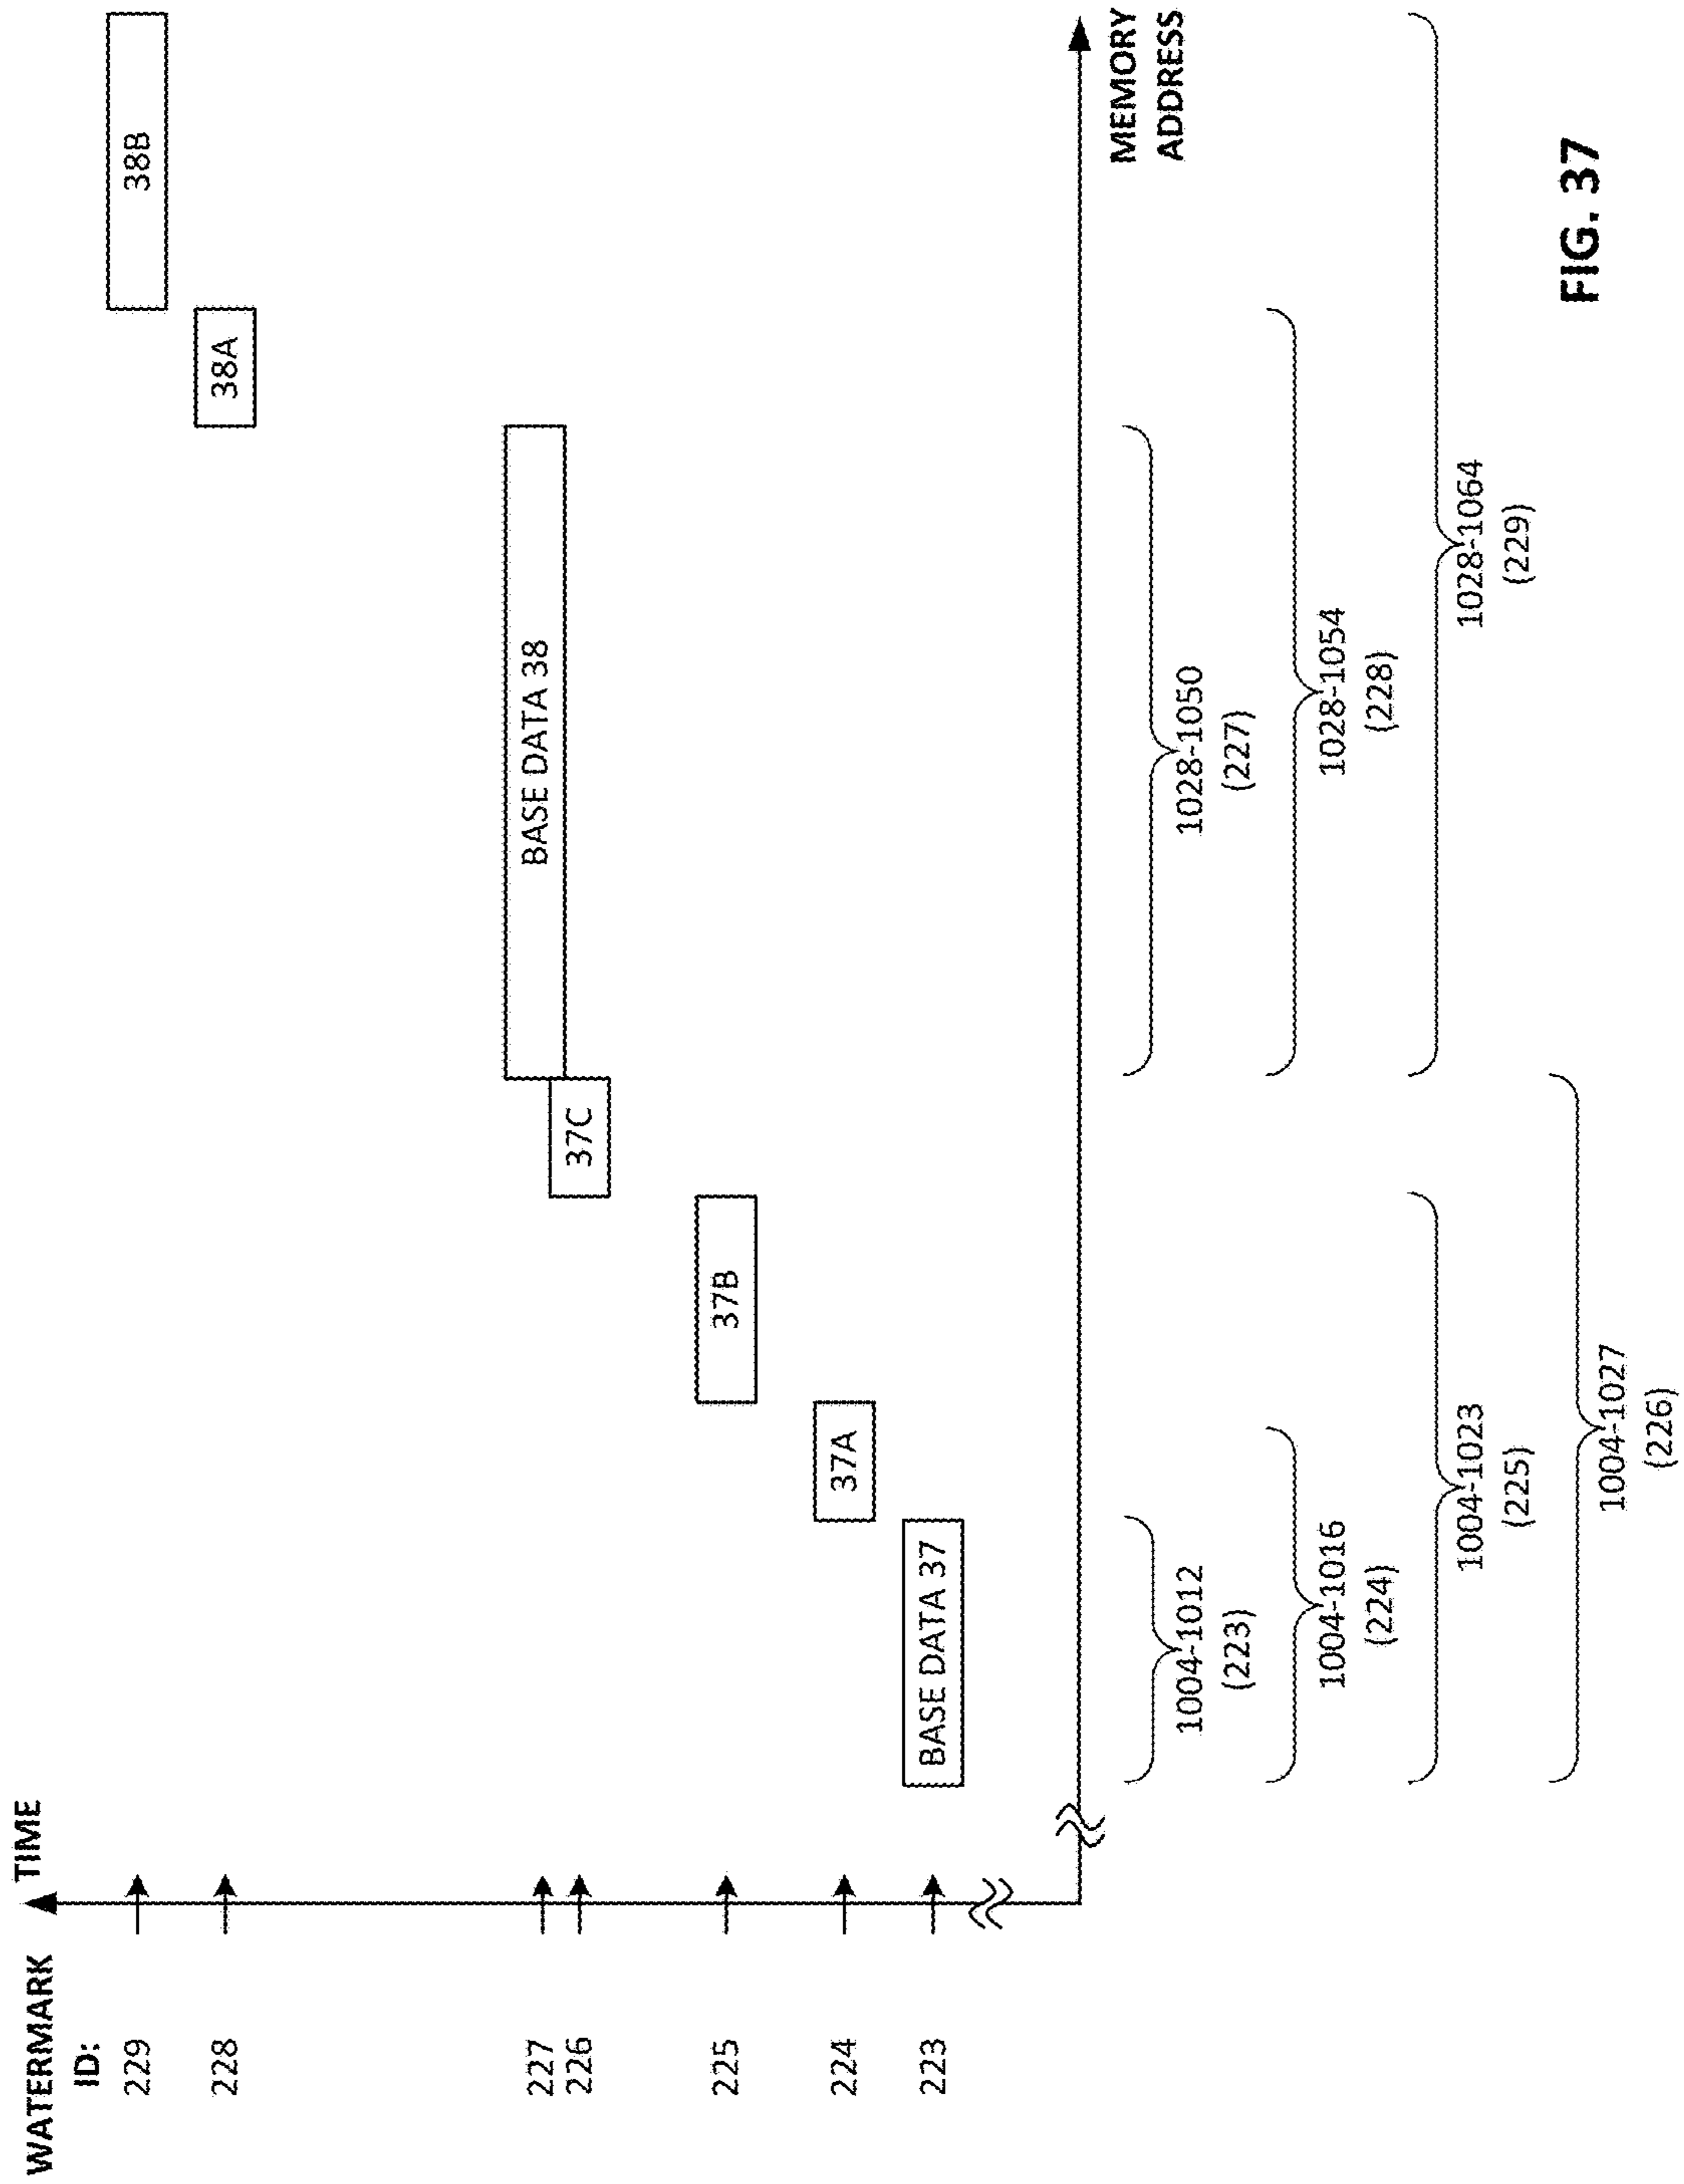 WATERMARK
ID:
TIME
229
228
227
226
225
224
223
38B
38A
BASE DATA 38
37C
37B
37A
BASE DATA 37
MEMORY
ADDRESS
1004-1012
(223)
1028-1050
(227)
1004-1016
(224)
1028-1054
(228)
1004-1023
(225)
1028-1064
(229)
1004-1027
(226)
FIG. 37